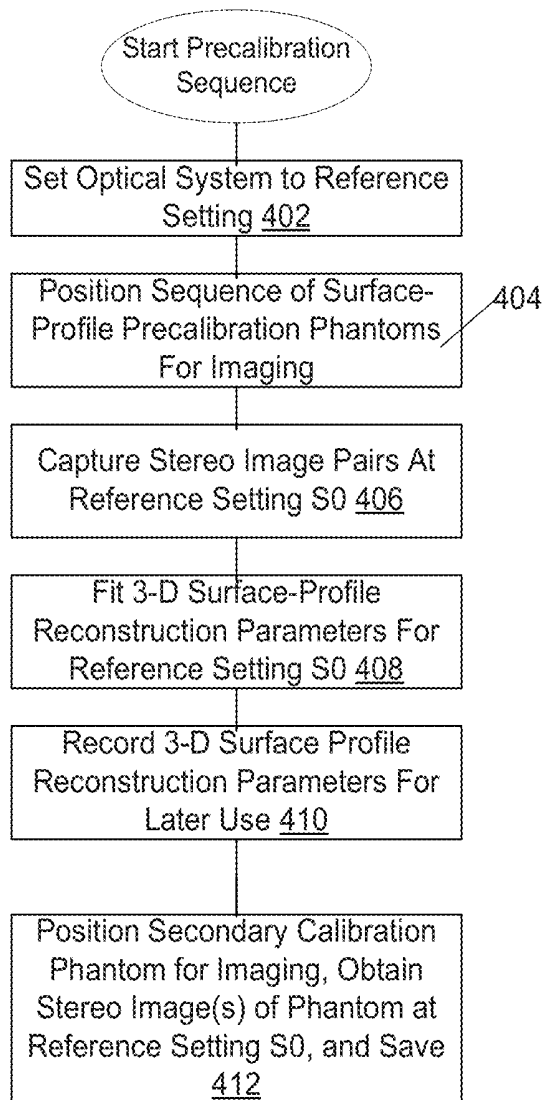 Start Precalibration
Sequence
Set Optical System to Reference
Setting 402
Position Sequence of Surface-
Profile Precalibration Phantoms
For Imaging
404
Capture Stereo Image Pairs At
Reference Setting S0 406
Fit 3-D Surface-Profile
Reconstruction Parameters For
Reference Setting S0 408
Record 3-D Surface Profile
Reconstruction Parameters For
Later Use 410
Position Secondary Calibration
Phantom for Imaging, Obtain
Stereo Image(s) of Phantom at
Reference Setting S0, and Save
412